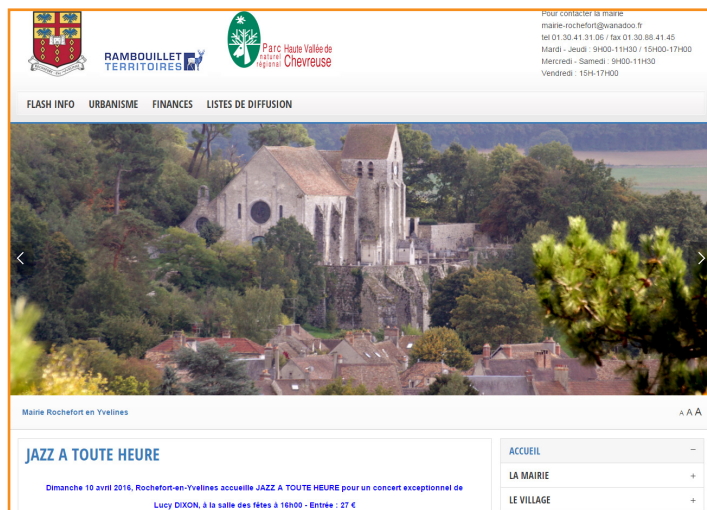 Pour contacter la mairie
mairie-rochefort@wanadoo.fr
tel 01.30.41.31.06 / fax 01.30.88.41.45
Mardi - Jeudi : 9H00-11H30 / 15H00-17H00
Mercredi - Samedi : 9H00-11H30
Vendredi : 15H-17H00
RAMBOUILLET
TERRITOIRES
Parc
naturel
régional
Haute Vallée de
Chevreuse
FLASH INFO URBANISME FINANCES LISTES DE DIFFUSION
Mairie Rochefort en Yvelines
A A A
JAZZ A TOUTE HEURE
Dimanche 10 avril 2016, Rochefort-en-Yvelines accueille JAZZ A TOUTE HEURE pour un concert exceptionnel de
Lucy DIXON, à la salle des fêtes à 16h00 - Entrée : 27 €
ACCUEIL −
LA MAIRIE +
LE VILLAGE +